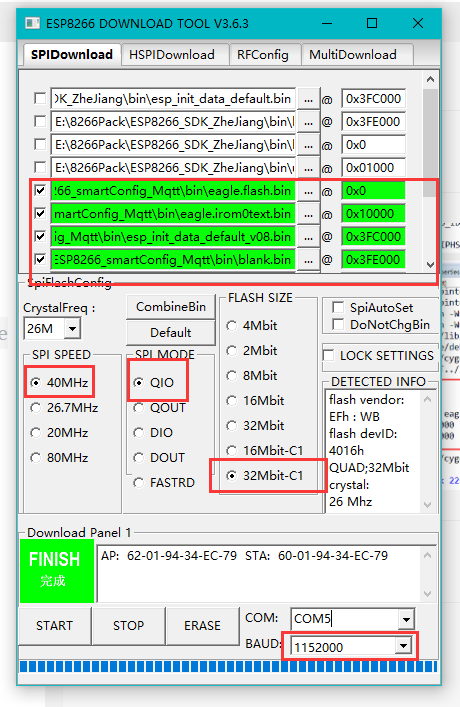 ESP8266 DOWNLOAD TOOL V3.6.3
SPIDownload HSPIDownload RFConfig MultiDownload
DK_ZheJiang\bin\esp_init_data_default.bin ... @ 0x3FC000
E:\8266Pack\ESP8266_SDK_ZheJiang\bin\l ... @ 0x3FE000
E:\8266Pack\ESP8266_SDK_ZheJiang\bin\l ... @ 0x0
E:\8266Pack\ESP8266_SDK_ZheJiang\bin\l ... @ 0x01000
266_smartConfig_Mqtt\bin\eagle.flash.bin ... @ 0x0
martConfig_Mqtt\bin\eagle.irom0text.bin ... @ 0x10000
ig_Mqtt\bin\esp_init_data_default_v08.bin ... @ 0x3FC000
ESP8266_smartConfig_Mqtt\bin\blank.bin ... @ 0x3FE000
SpiFlashConfig
CrystalFreq :
26M
CombineBin
Default
SPI SPEED
40MHz
26.7MHz
20MHz
80MHz
SPI MODE
QIO
QOUT
DIO
DOUT
FASTRD
FLASH SIZE
4Mbit
2Mbit
8Mbit
16Mbit
32Mbit
16Mbit-C1
32Mbit-C1
SpiAutoSet
DoNotChgBin
LOCK SETTINGS
DETECTED INFO
flash vendor:
EFh : WB
flash devID:
4016h
QUAD;32Mbit
crystal:
26 Mhz
Download Panel 1
FINISH
完成
AP: 62-01-94-34-EC-79 STA: 60-01-94-34-EC-79
START STOP ERASE
COM: COM5
BAUD: 1152000